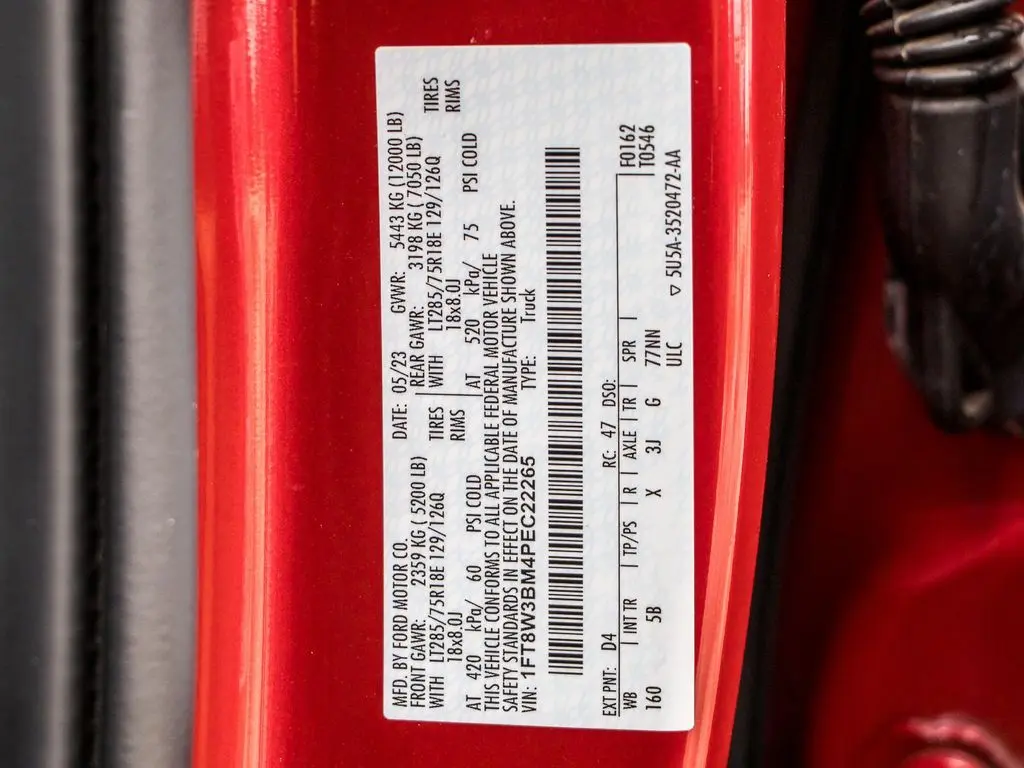 MFD. BY FORD MOTOR CO. DATE: 05/23 GVWR: 5443 KG (12000 LB)
FRONT GAWR: 2359 KG ( 5200 LB) REAR GAWR: 3198 KG ( 7050 LB)
WITH LT285/75R18E 129/126Q TIRES WITH LT285/75R18E 129/126Q TIRES
18x8.0J RIMS 18x8.0J RIMS
AT 420 kPa/ 60 PSI COLD AT 520 kPa/ 75 PSI COLD
THIS VEHICLE CONFORMS TO ALL APPLICABLE FEDERAL MOTOR VEHICLE
SAFETY STANDARDS IN EFFECT ON THE DATE OF MANUFACTURE SHOWN ABOVE.
VIN: 1FT8W3BM4PEC22265 TYPE: Truck
EXT PNT: D4 RC: 47 DSO: F0162
WB INT TR TP/PS R AXLE TR SPR T0546
160 5B X 3J G 77NN
ULC ▽ 5U5A-3520472-AA